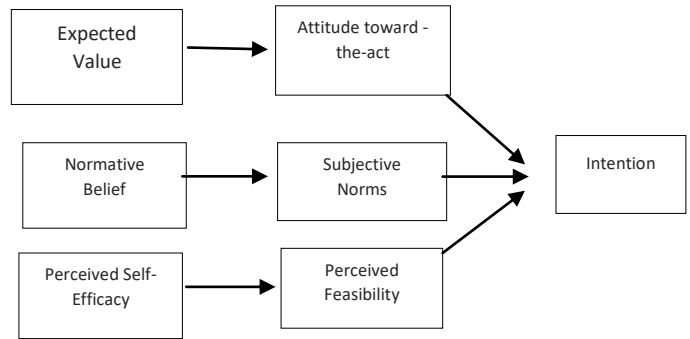 Expected
Value
Attitude toward -
the-act
Normative
Belief
Subjective
Norms
Intention
Perceived Self-
Efficacy
Perceived
Feasibility